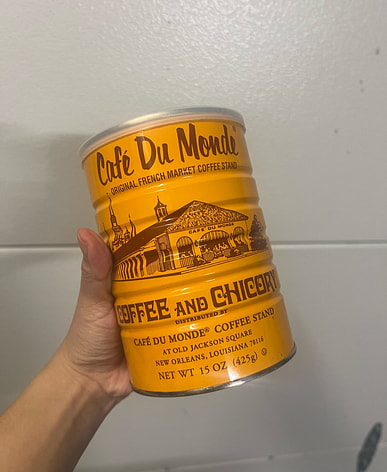 Café Du Monde®
ORIGINAL FRENCH MARKET COFFEE STAND
CAFE DU MONDE
COFFEE AND CHICORY
DISTRIBUTED BY
CAFÉ DU MONDE® COFFEE STAND
AT OLD JACKSON SQUARE
NEW ORLEANS, LOUISIANA 70116
NET WT 15 OZ (425g)